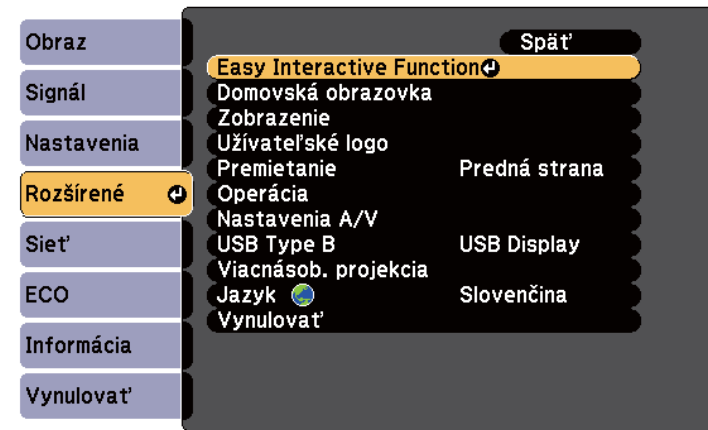 Obraz
Signál
Nastavenia
Rozšírené
Sieť
ECO
Informácia
Vynulovať
Späť
Easy Interactive Function
Domovská obrazovka
Zobrazenie
Užívateľské logo
Premietanie Predná strana
Operácia
Nastavenia A/V
USB Type B USB Display
Viacnásob. projekcia
Jazyk Slovenčina
Vynulovať